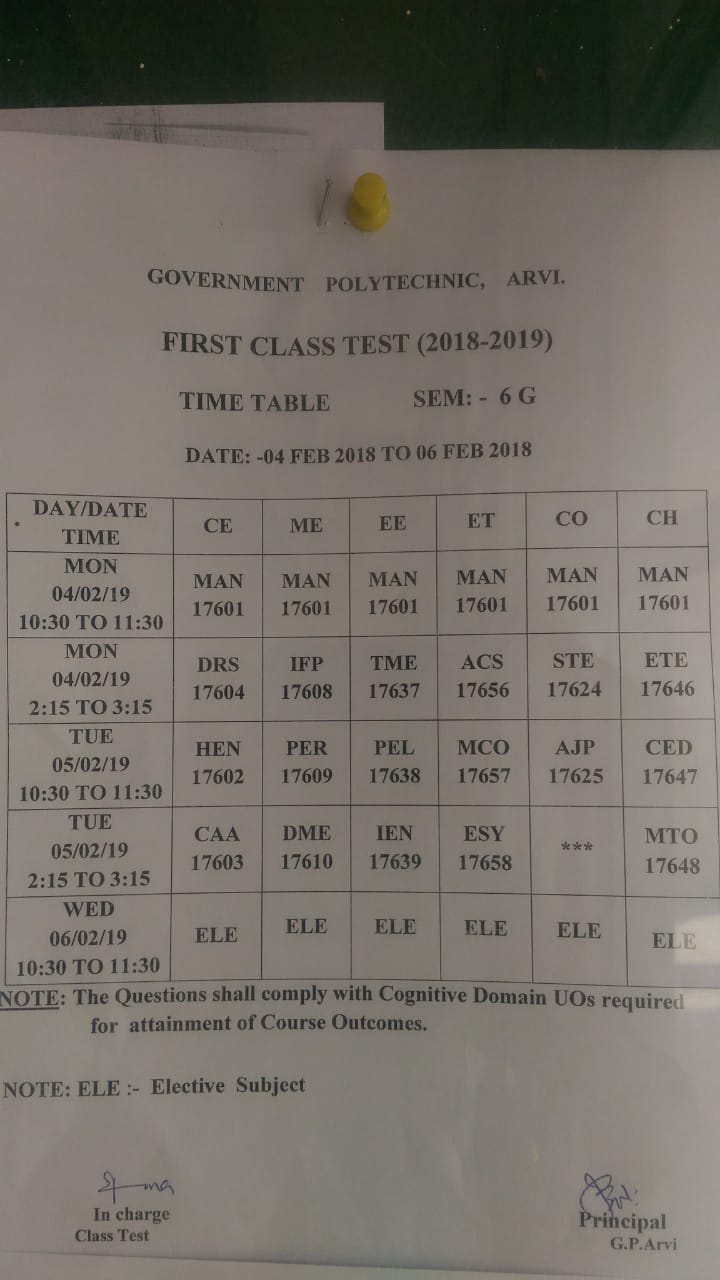 GOVERNMENT POLYTECHNIC, ARVI.
FIRST CLASS TEST (2018-2019)
TIME TABLE SEM: - 6 G
DATE: -04 FEB 2018 TO 06 FEB 2018
DAY/DATE TIME CE ME EE ET CO CH
MON
04/02/19
10:30 TO 11:30
MAN MAN MAN MAN MAN MAN
17601 17601 17601 17601 17601 17601
MON
04/02/19
2:15 TO 3:15
DRS IFP TME ACS STE ETE
17604 17608 17637 17656 17624 17646
TUE
05/02/19
10:30 TO 11:30
HEN PER PEL MCO AJP CED
17602 17609 17638 17657 17625 17647
TUE
05/02/19
2:15 TO 3:15
CAA DME IEN ESY *** MTO
17603 17610 17639 17658 17648
WED
06/02/19
10:30 TO 11:30
ELE ELE ELE ELE ELE ELE
NOTE: The Questions shall comply with Cognitive Domain UOs required
for attainment of Course Outcomes.
NOTE: ELE :- Elective Subject
In charge
Class Test
Principal
G.P.Arvi